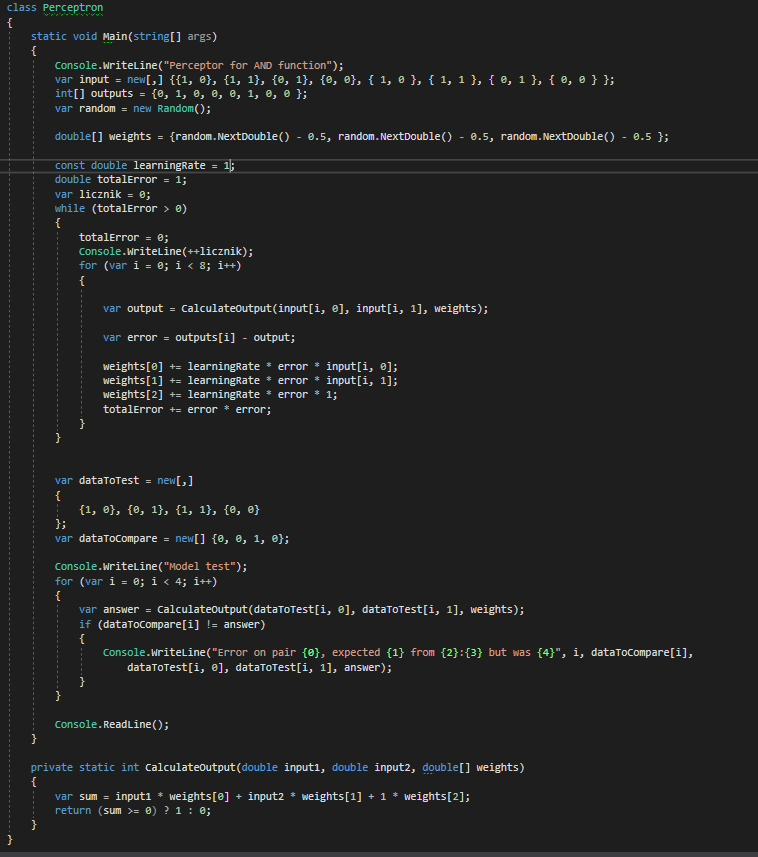 class Perceptron
{
static void Main(string[] args)
{
Console.WriteLine("Perceptor for AND function");
var input = new[,] {{1, 0}, {1, 1}, {0, 1}, {0, 0}, { 1, 0 }, { 1, 1 }, { 0, 1 }, { 0, 0 } };
int[] outputs = {0, 1, 0, 0, 0, 1, 0, 0 };
var random = new Random();
double[] weights = {random.NextDouble() - 0.5, random.NextDouble() - 0.5, random.NextDouble() - 0.5 };
const double learningRate = 1;
double totalError = 1;
var licznik = 0;
while (totalError > 0)
{
totalError = 0;
Console.WriteLine(++licznik);
for (var i = 0; i < 8; i++)
{
var output = CalculateOutput(input[i, 0], input[i, 1], weights);
var error = outputs[i] - output;
weights[0] += learningRate * error * input[i, 0];
weights[1] += learningRate * error * input[i, 1];
weights[2] += learningRate * error * 1;
totalError += error * error;
}
}
var dataToTest = new[,]
{
{1, 0}, {0, 1}, {1, 1}, {0, 0}
};
var dataToCompare = new[] {0, 0, 1, 0};
Console.WriteLine("Model test");
for (var i = 0; i < 4; i++)
{
var answer = CalculateOutput(dataToTest[i, 0], dataToTest[i, 1], weights);
if (dataToCompare[i] != answer)
{
Console.WriteLine("Error on pair {0}, expected {1} from {2}:{3} but was {4}", i, dataToCompare[i],
dataToTest[i, 0], dataToTest[i, 1], answer);
}
}
Console.ReadLine();
}
private static int CalculateOutput(double input1, double input2, double[] weights)
{
var sum = input1 * weights[0] + input2 * weights[1] + 1 * weights[2];
return (sum >= 0) ? 1 : 0;
}
}